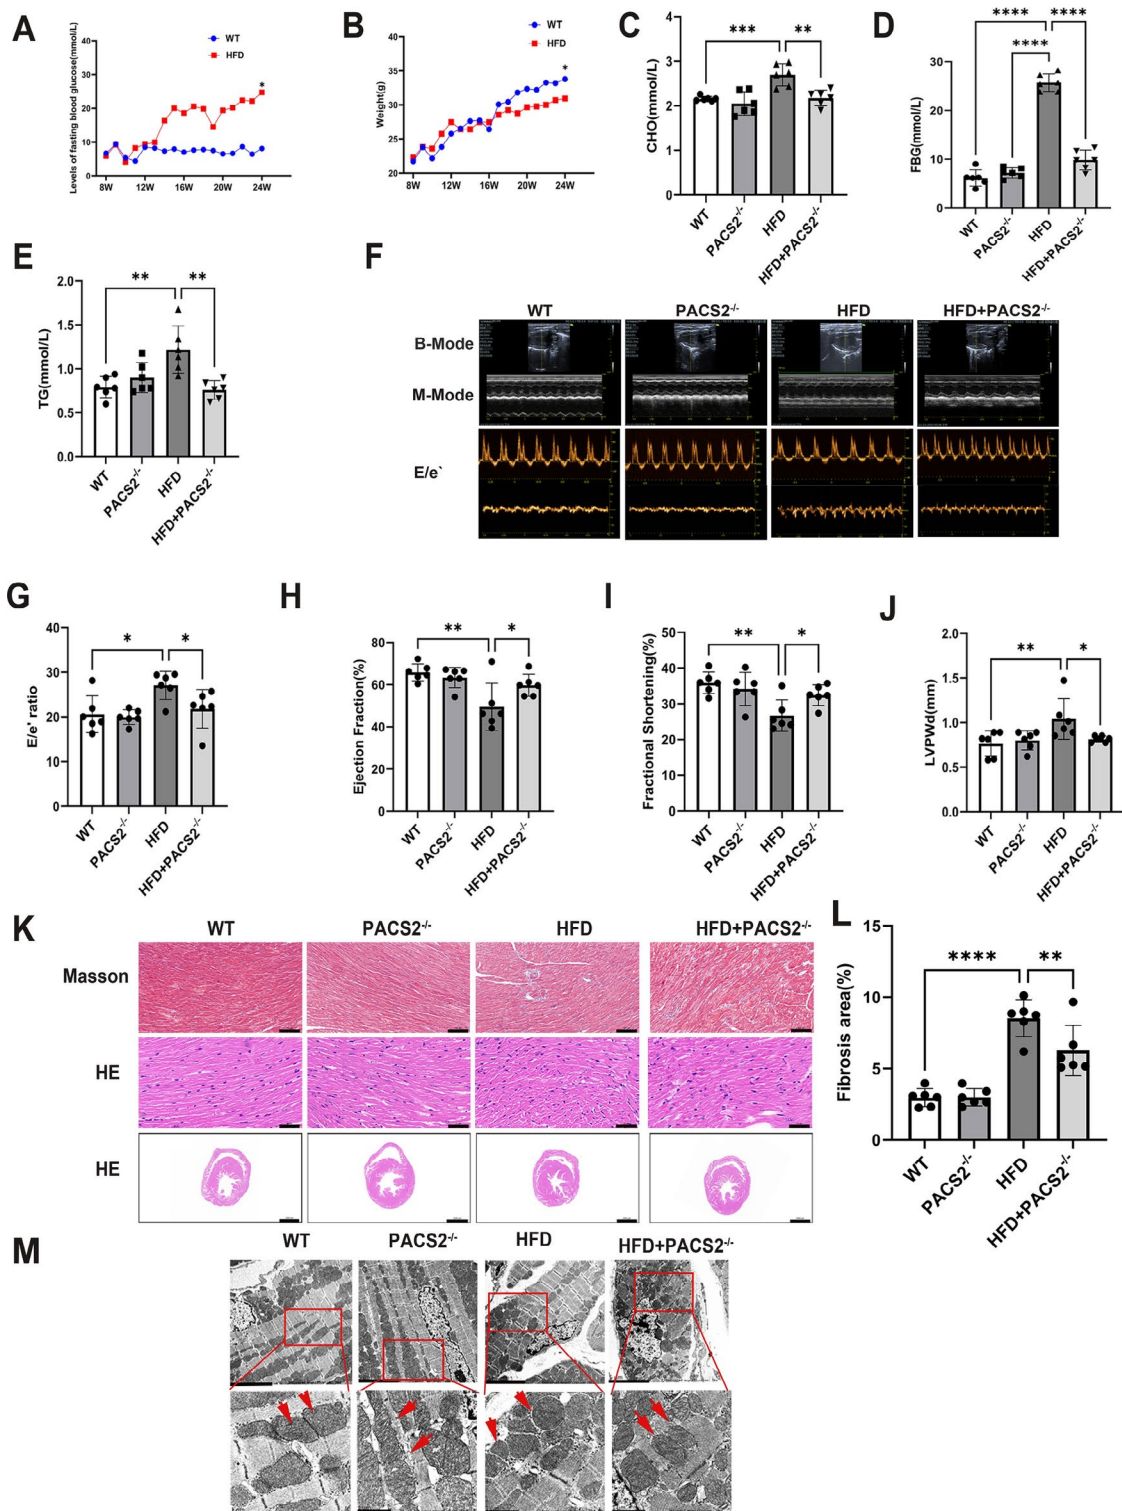 A
WT
HFD
Levels of fasting blood glucose(mmol/L)
40
30
20
10
0
*
8W 12W 16W 20W 24W
B
WT
HFD
Weight(g)
40
35
30
25
20
*
8W 12W 16W 20W 24W
C
CHO(mmol/L)
4
3
2
1
0
*** **
WT PACS2-/- HFD HFD+PACS2-/-
D
FBG(mmol/L)
30
20
10
0
**** ****
****
WT PACS2-/- HFD HFD+PACS2-/-
E
TG(mmol/L)
2.0
1.5
1.0
0.5
0.0
** **
WT PACS2-/- HFD HFD+PACS2-/-
F
WT PACS2-/- HFD HFD+PACS2-/-
B-Mode
M-Mode
E/e`
G
E/e' ratio
40
30
20
10
0
* *
WT PACS2-/- HFD HFD+PACS2-/-
H
Ejection Fraction(%)
80
60
40
20
0
** *
WT PACS2-/- HFD HFD+PACS2-/-
I
Fractional Shortening(%)
50
40
30
20
10
0
** *
WT PACS2-/- HFD HFD+PACS2-/-
J
LVPWd(mm)
2.0
1.5
1.0
0.5
0.0
** *
WT PACS2-/- HFD HFD+PACS2-/-
K
WT PACS2-/- HFD HFD+PACS2-/-
Masson
HE
HE
L
Fibrosis area(%)
15
10
5
0
**** **
WT PACS2-/- HFD HFD+PACS2-/-
M
WT PACS2-/- HFD HFD+PACS2-/-